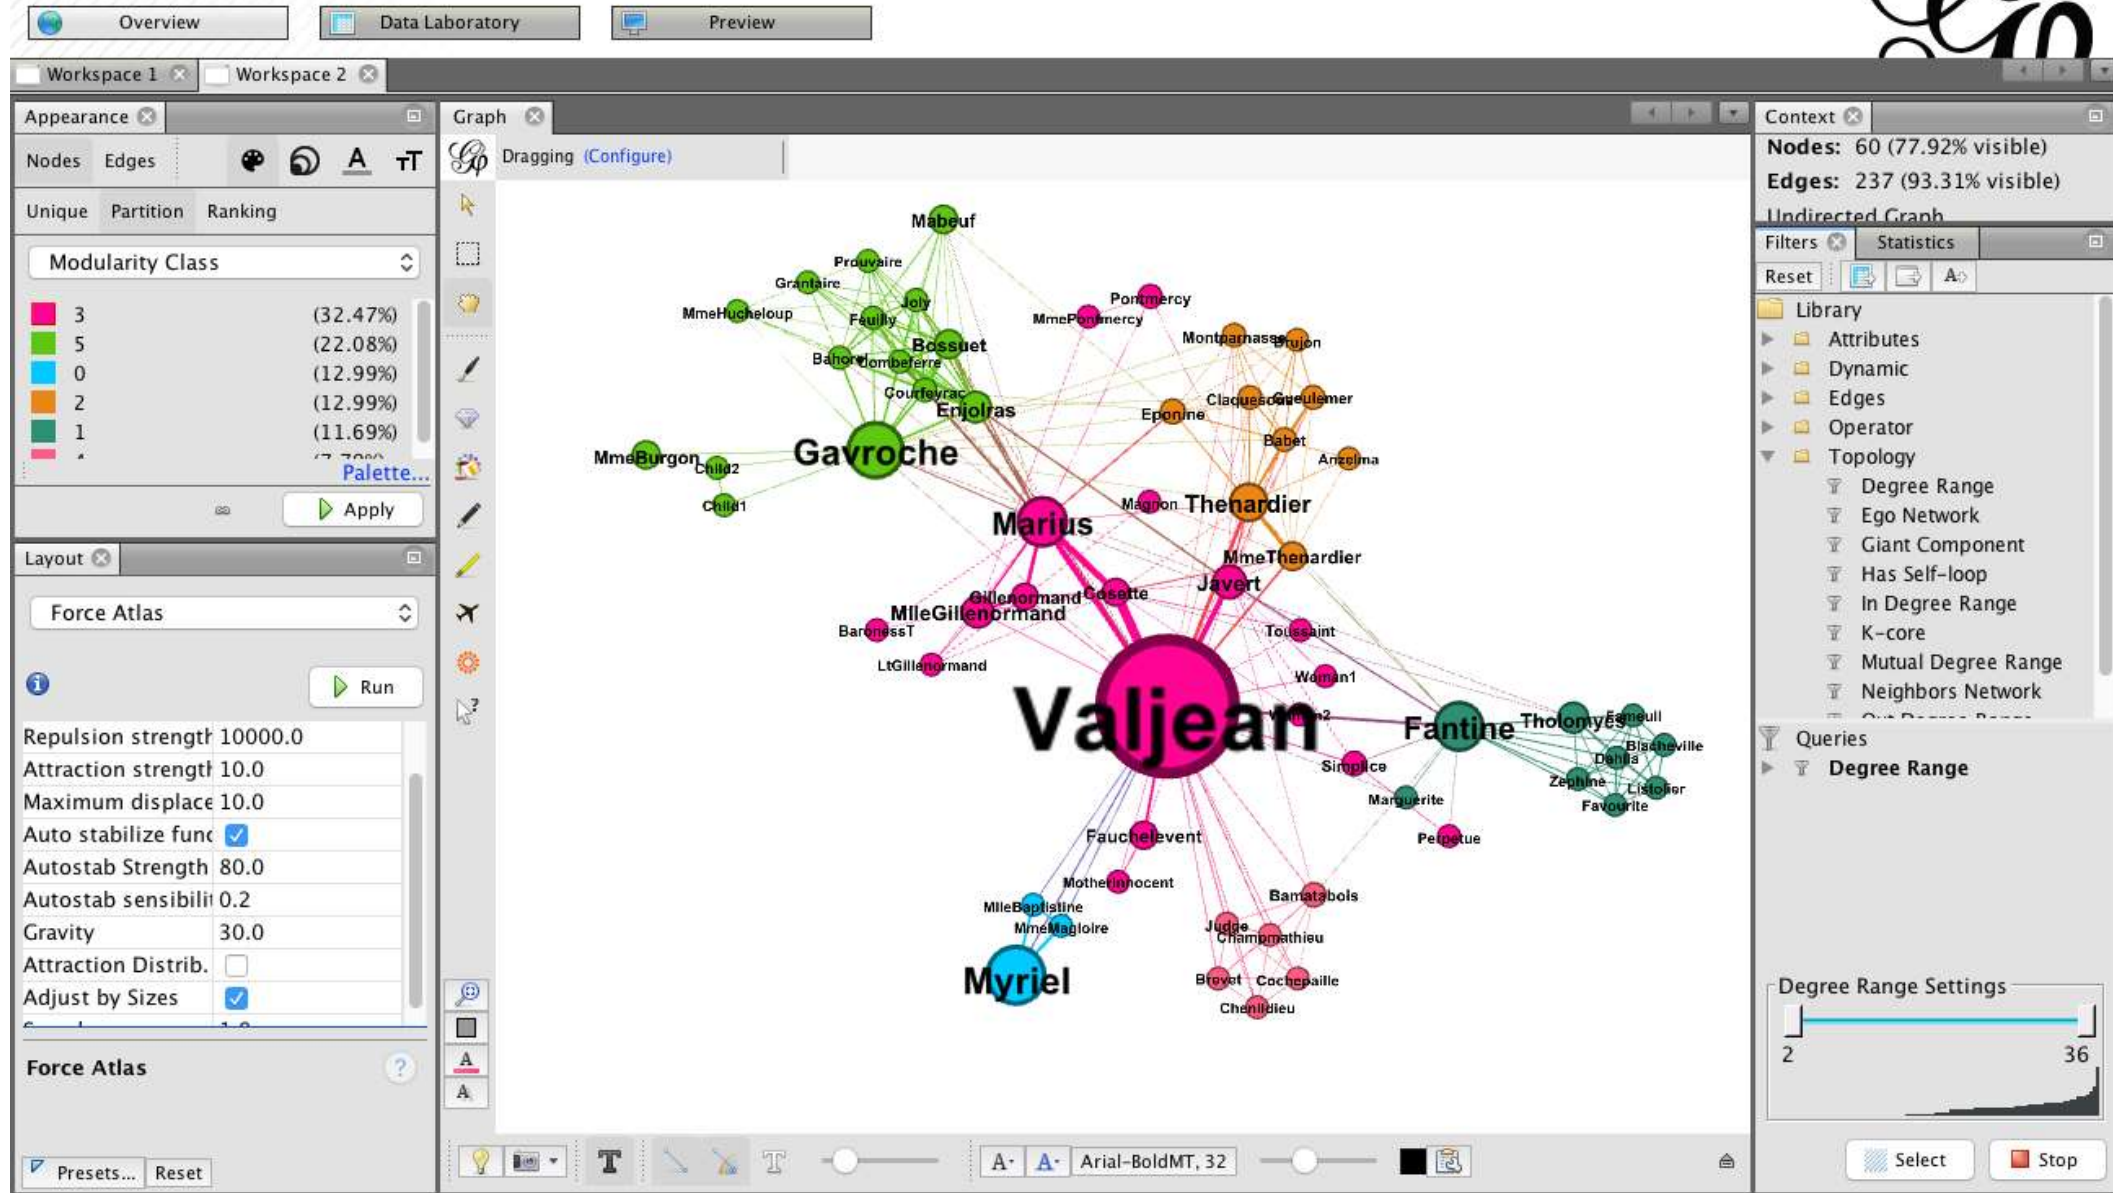 Overview
Data Laboratory
Preview
Workspace 1
Workspace 2
Appearance
Nodes
Edges
Unique
Partition
Ranking
Modularity Class
3 (32.47%)
5 (22.08%)
0 (12.99%)
2 (12.99%)
1 (11.69%)
Palette...
Apply
Layout
Force Atlas
Run
Repulsion strength 10000.0
Attraction strength 10.0
Maximum displace 10.0
Auto stabilize func
Autostab Strength 80.0
Autostab sensibilit 0.2
Gravity 30.0
Attraction Distrib.
Adjust by Sizes
Force Atlas
?
Presets...
Reset
Graph
Dragging (Configure)
Mabeuf
Prouvaire
Grantaire
Joly
MmeHucheloup
Feuilly
Bossuet
Bahorel
Combeferre
Courfeyrac
Enjolras
Gavroche
MmeBurgon
Child2
Child1
Pontmercy
MmePontmercy
Montparnasse
Brujon
Claquesous
Gueulemer
Eponine
Babet
Anzelma
Magnon
Thenardier
Marius
MmeThenardier
Javert
Cosette
Gillenormand
MlleGillenormand
BaronessT
LtGillenormand
Toussaint
Woman1
Woman2
Valjean
Fantine
Tholomyes
Fameuil
Blacheville
Dahlia
Zephine
Listolier
Favourite
Simplice
Marguerite
Perpetue
Fauchelevent
Motherinnocent
MlleBaptistine
MmeMagloire
Myriel
Bamatabois
Judge
Champmathieu
Brevet
Cochepaille
Chenildieu
Arial-BoldMT, 32
Context
Nodes: 60 (77.92% visible)
Edges: 237 (93.31% visible)
Undirected Graph
Filters
Statistics
Reset
Library
Attributes
Dynamic
Edges
Operator
Topology
Degree Range
Ego Network
Giant Component
Has Self-loop
In Degree Range
K-core
Mutual Degree Range
Neighbors Network
Queries
Degree Range
Degree Range Settings
2
36
Select
Stop